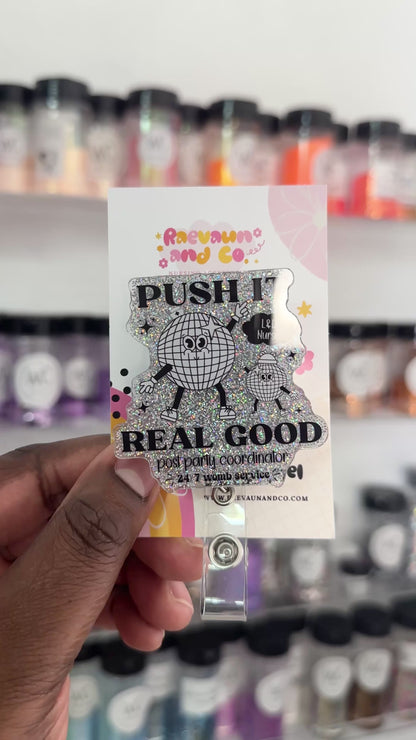 Raevaun
and Co.
PUSH IT
REAL GOOD
post party coordinator
24/7 womb service
WWW.RAEVAUNANDCO.COM